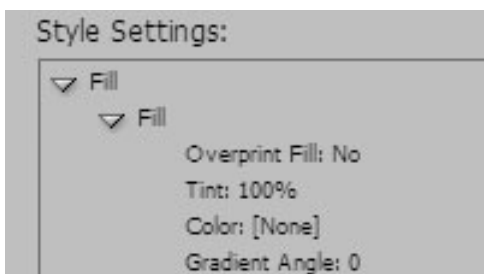 Style Settings:
Fill
Fill
Overprint Fill: No
Tint: 100%
Color: [None]
Gradient Angle: 0